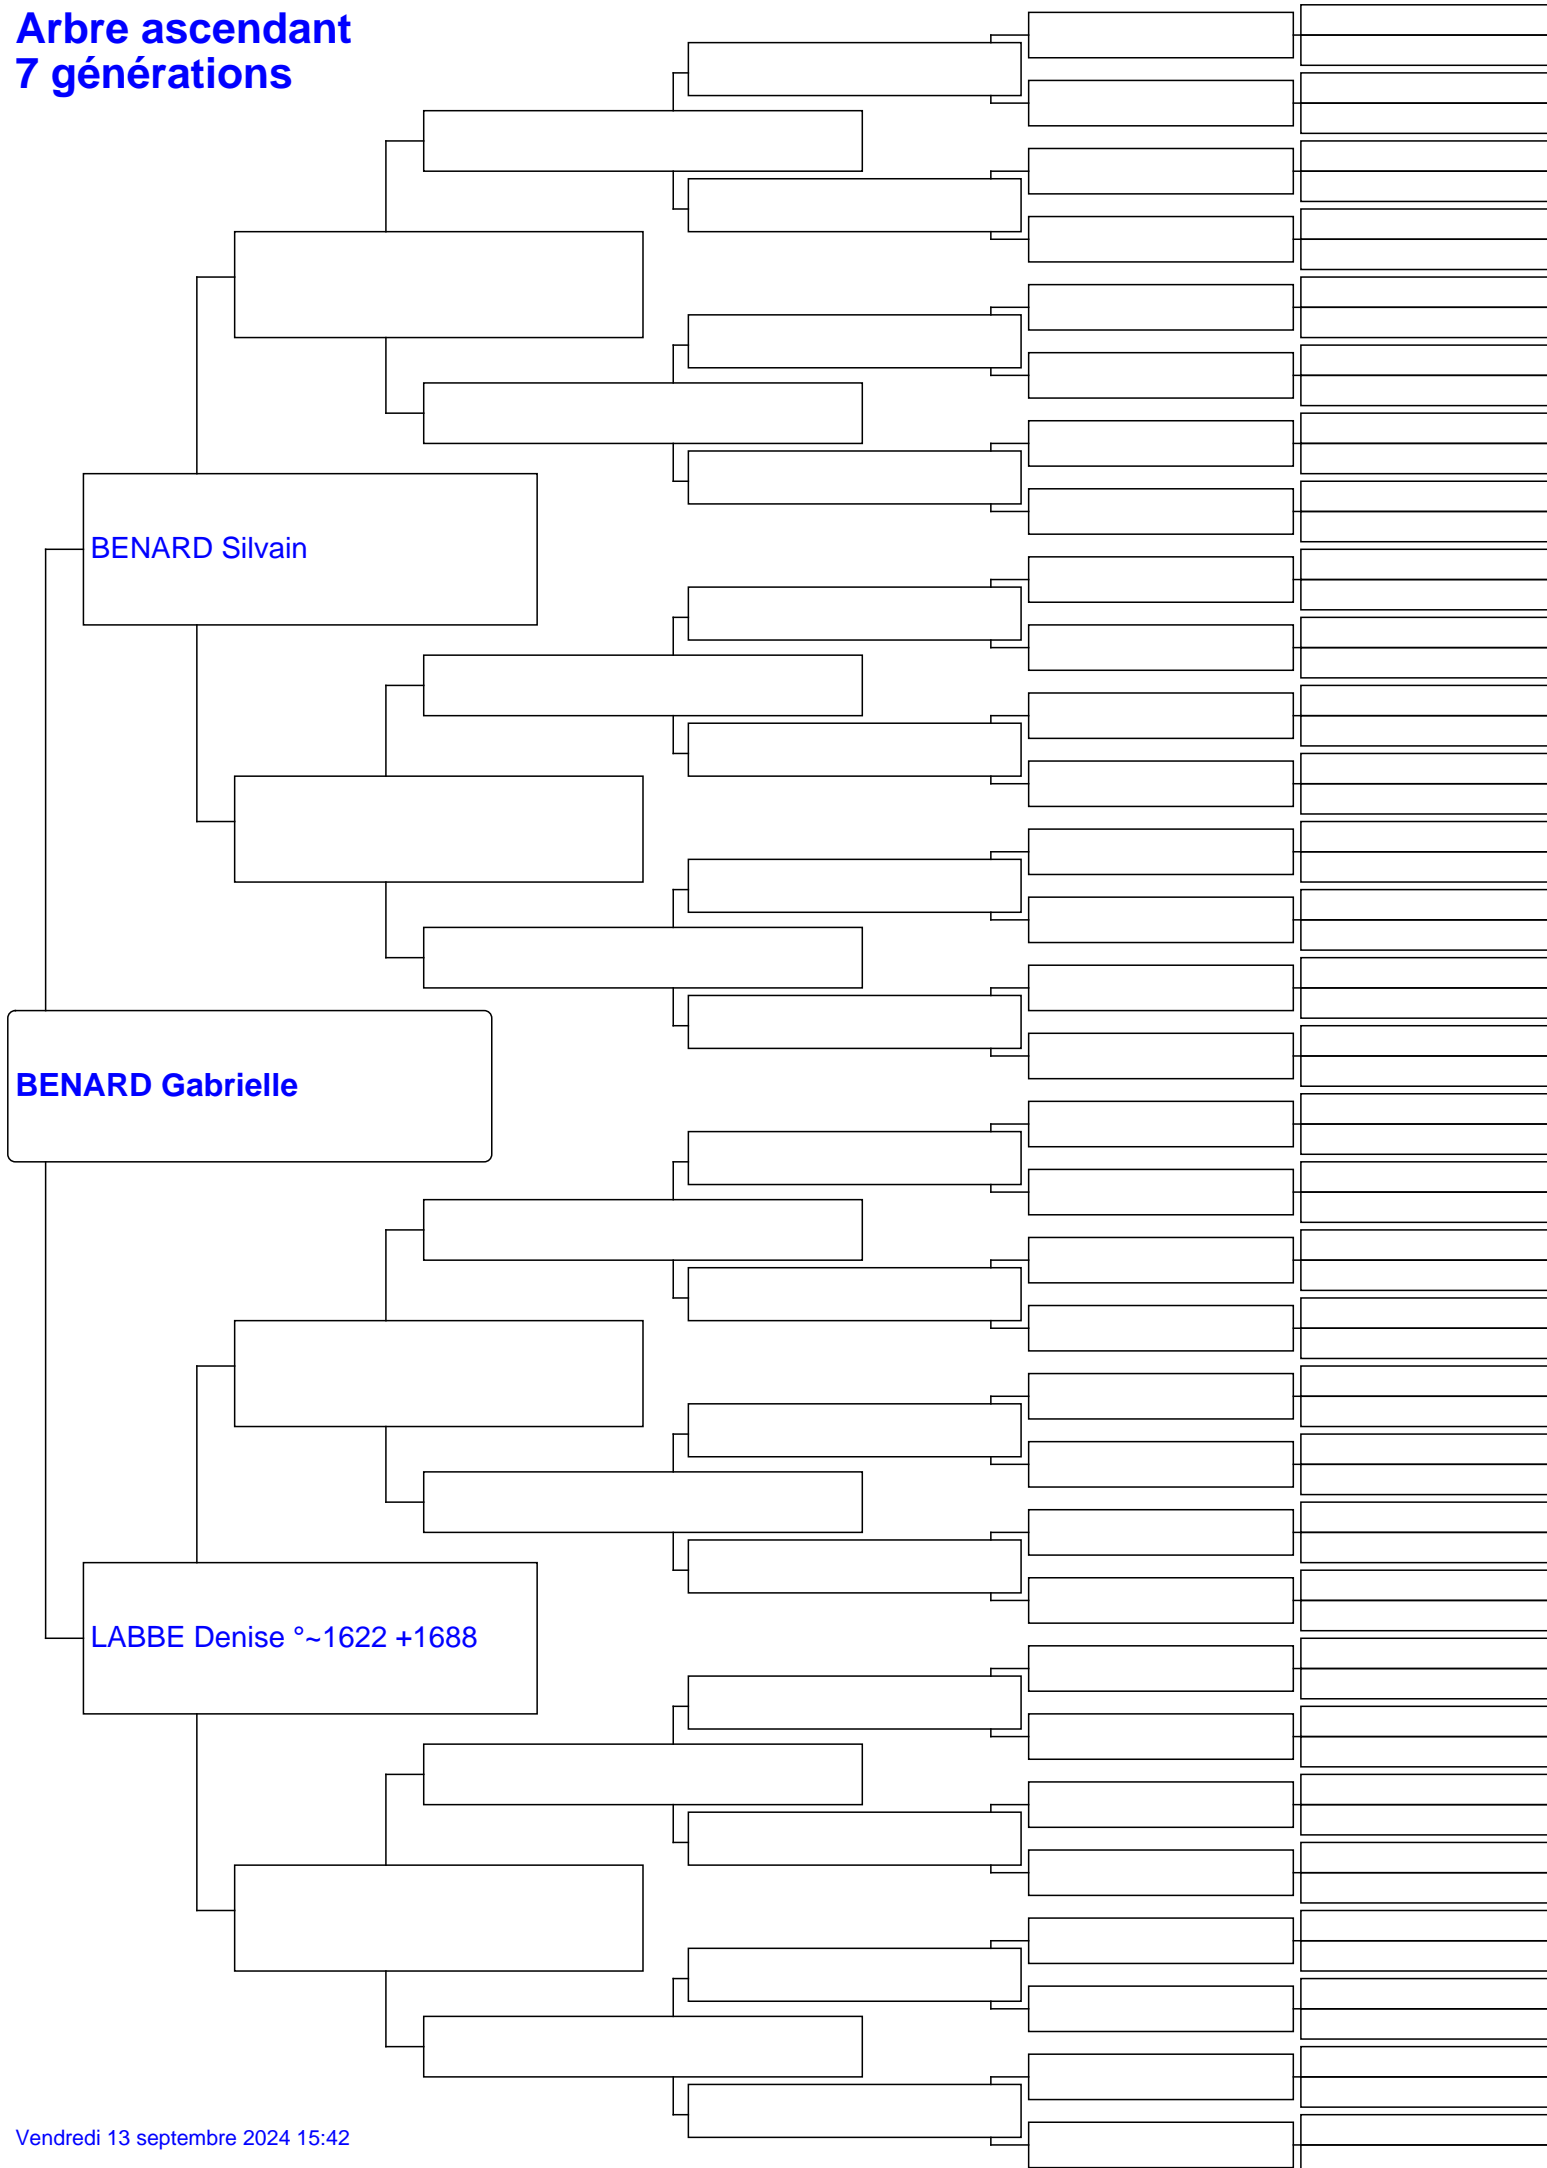 Arbre ascendant
7 générations
BENARD Silvain
BENARD Gabrielle
LABBE Denise °~1622 +1688
Vendredi 13 septembre 2024 15:42